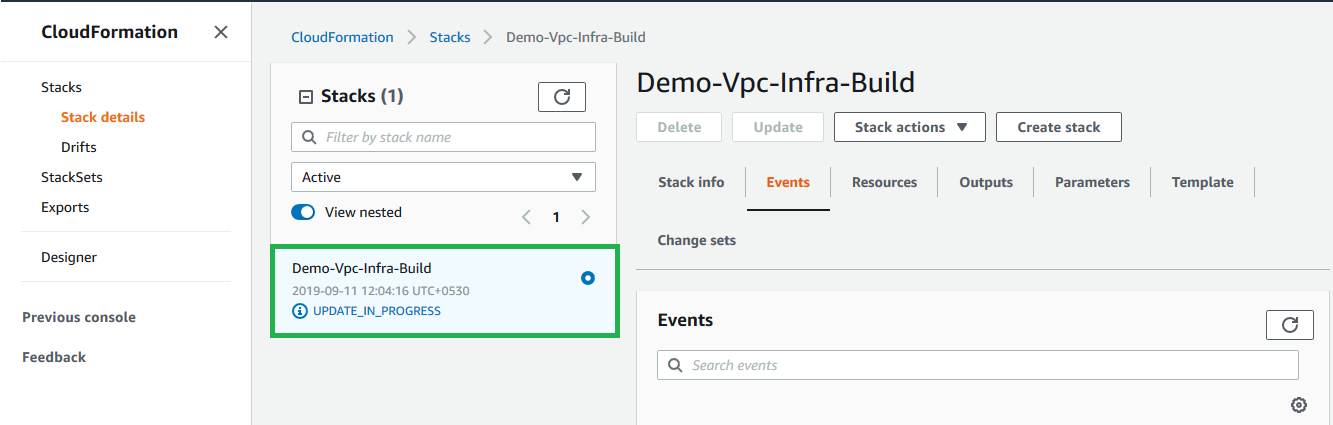 CloudFormation
Stacks
Stack details
Drifts
StackSets
Exports
Designer
Previous console
Feedback
CloudFormation Stacks Demo-Vpc-Infra-Build
Stacks (1)
Filter by stack name
Active
View nested 1
Demo-Vpc-Infra-Build
2019-09-11 12:04:16 UTC+0530
UPDATE_IN_PROGRESS
Demo-Vpc-Infra-Build
Delete Update Stack actions Create stack
Stack info Events Resources Outputs Parameters Template
Change sets
Events
Search events